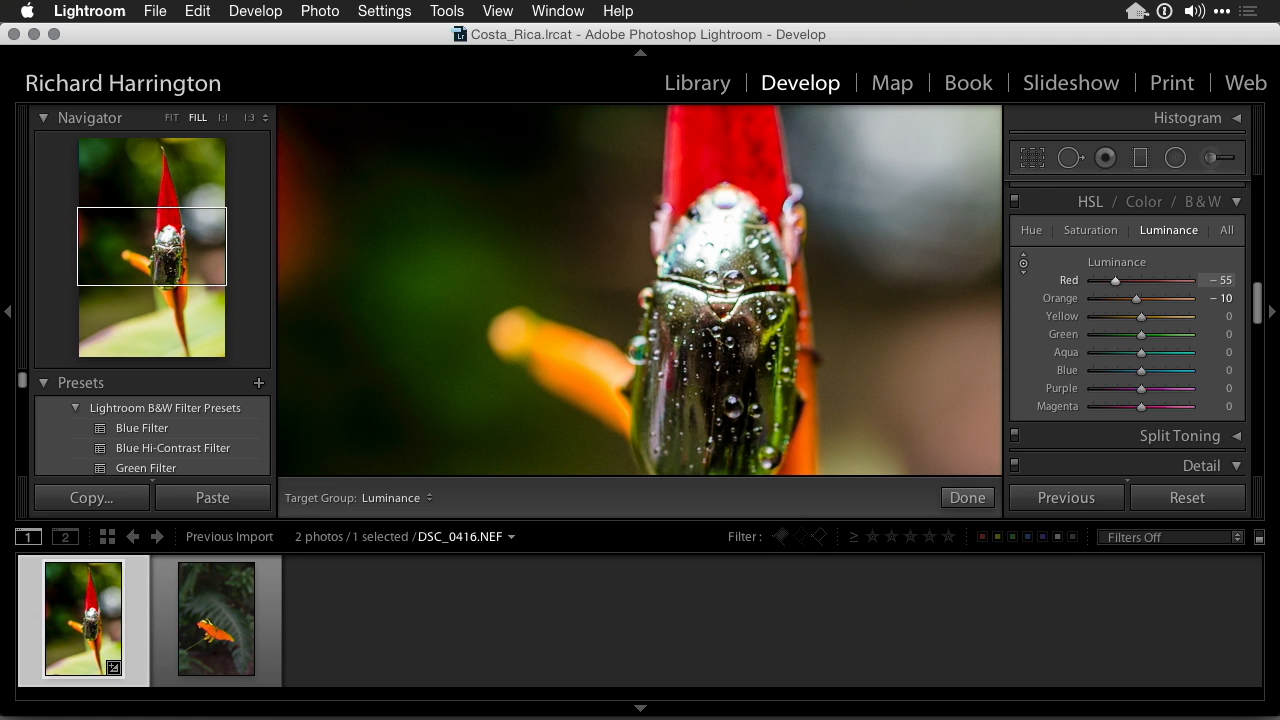 Lightroom File Edit Develop Photo Settings Tools View Window Help
Costa_Rica.lrcat - Adobe Photoshop Lightroom - Develop
Lr
Richard Harrington
Library | Develop | Map | Book | Slideshow | Print | Web
Navigator FIT FILL 1:1 1:3
Histogram
HSL / Color / B & W
Hue | Saturation | Luminance | All
Luminance
Red - 55
Orange - 10
Yellow 0
Green 0
Aqua 0
Blue 0
Purple 0
Magenta 0
Split Toning
Detail
Presets +
Lightroom B&W Filter Presets
Blue Filter
Blue Hi-Contrast Filter
Green Filter
Copy... Paste
Target Group: Luminance Done
Previous Reset
1 2 Previous Import 2 photos / 1 selected / DSC_0416.NEF Filter : ≥ Filters Off